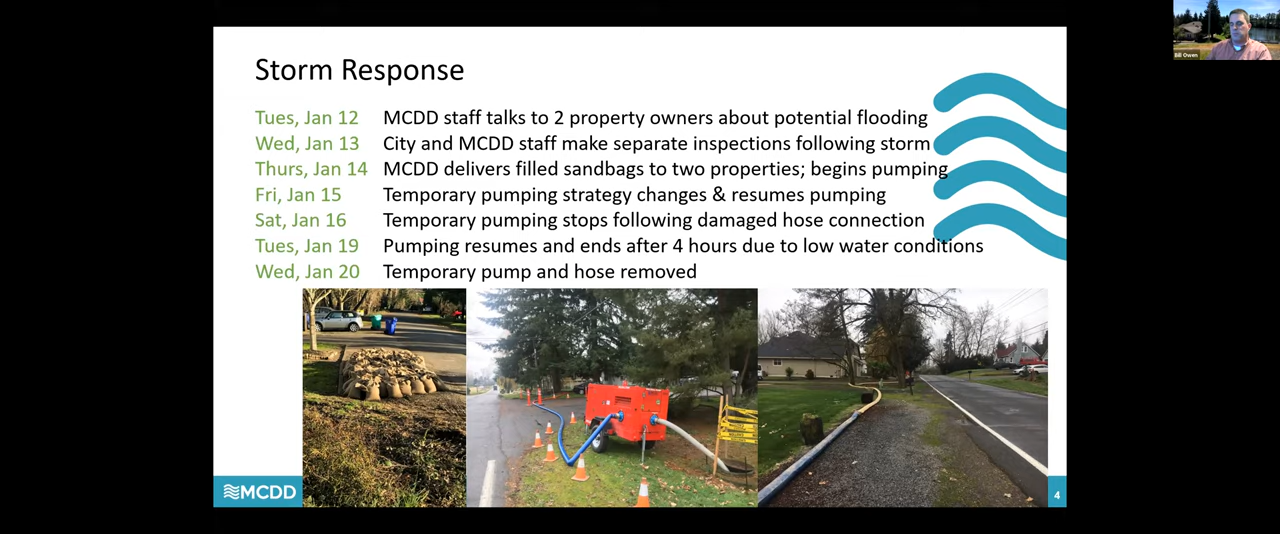 Storm Response
Tues, Jan 12 MCDD staff talks to 2 property owners about potential flooding
Wed, Jan 13 City and MCDD staff make separate inspections following storm
Thurs, Jan 14 MCDD delivers filled sandbags to two properties; begins pumping
Fri, Jan 15 Temporary pumping strategy changes & resumes pumping
Sat, Jan 16 Temporary pumping stops following damaged hose connection
Tues, Jan 19 Pumping resumes and ends after 4 hours due to low water conditions
Wed, Jan 20 Temporary pump and hose removed
MCDD
4
Bill Owen